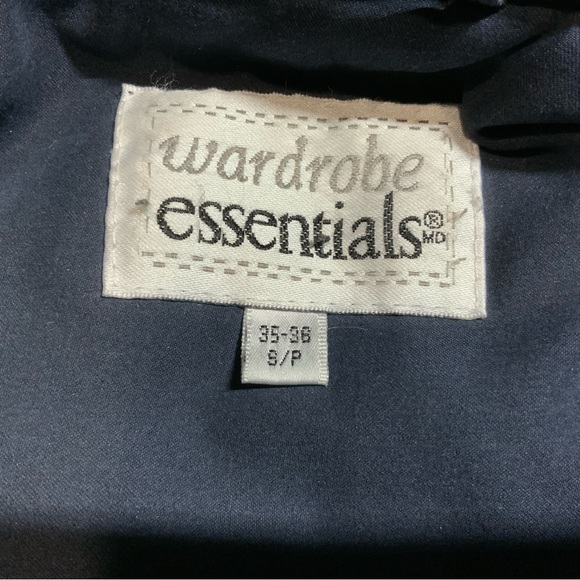 wardrobe
essentials®
MD
35-36
S/P